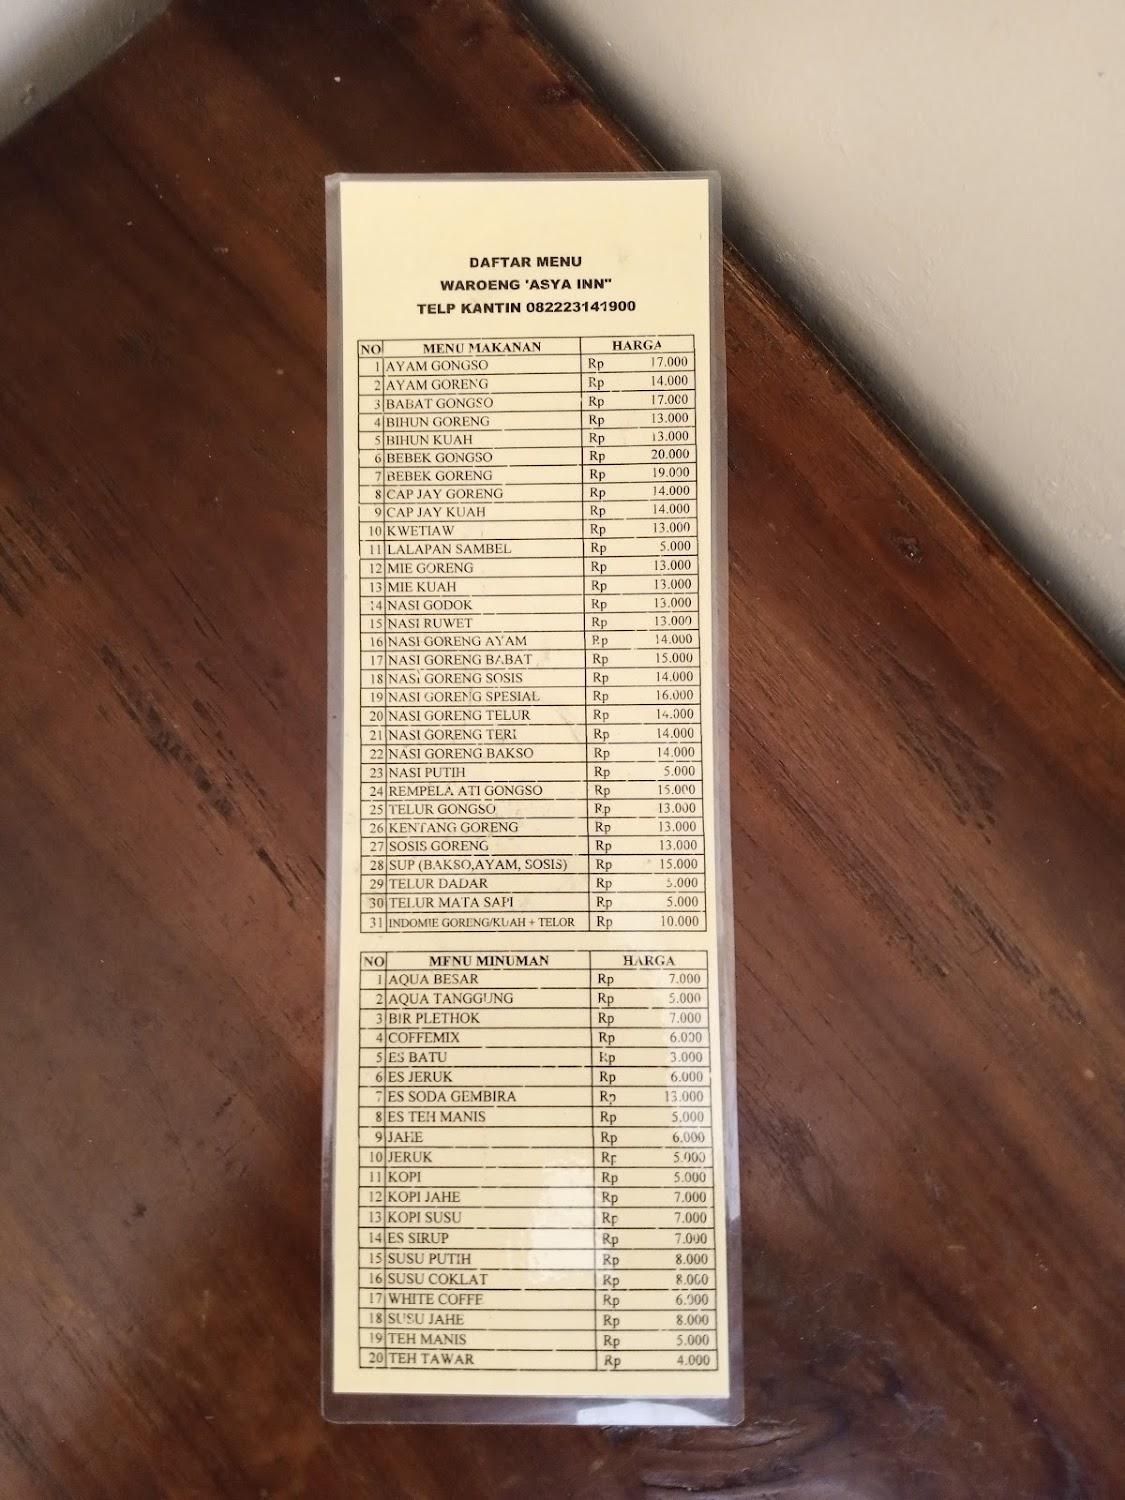 DAFTAR MENU
WAROENG 'ASYA INN"
TELP KANTIN 082223141900
NO MENU MAKANAN HARGA
1 AYAM GONGSO Rp 17.000
2 AYAM GORENG Rp 14.000
3 BABAT GONGSO Rp 17.000
4 BIHUN GORENG Rp 13.000
5 BIHUN KUAH Rp 13.000
6 BEBEK GONGSO Rp 20.000
7 BEBEK GORENG Rp 19.000
8 CAP JAY GORENG Rp 14.000
9 CAP JAY KUAH Rp 14.000
10 KWETIAW Rp 13.000
11 LALAPAN SAMBEL Rp 5.000
12 MIE GORENG Rp 13.000
13 MIE KUAH Rp 13.000
14 NASI GODOK Rp 13.000
15 NASI RUWET Rp 13.000
16 NASI GORENG AYAM Rp 14.000
17 NASI GORENG BABAT Rp 15.000
18 NASI GORENG SOSIS Rp 14.000
19 NASI GORENG SPESIAL Rp 16.000
20 NASI GORENG TELUR Rp 14.000
21 NASI GORENG TERI Rp 14.000
22 NASI GORENG BAKSO Rp 14.000
23 NASI PUTIH Rp 5.000
24 REMPELA ATI GONGSO Rp 15.000
25 TELUR GONGSO Rp 13.000
26 KENTANG GORENG Rp 13.000
27 SOSIS GORENG Rp 13.000
28 SUP (BAKSO,AYAM, SOSIS) Rp 15.000
29 TELUR DADAR Rp 5.000
30 TELUR MATA SAPI Rp 5.000
31 INDOMIE GORENG/KUAH + TELOR Rp 10.000
NO MENU MINUMAN HARGA
1 AQUA BESAR Rp 7.000
2 AQUA TANGGUNG Rp 5.000
3 BIR PLETHOK Rp 7.000
4 COFFEMIX Rp 6.000
5 ES BATU Rp 3.000
6 ES JERUK Rp 6.000
7 ES SODA GEMBIRA Rp 13.000
8 ES TEH MANIS Rp 5.000
9 JAHE Rp 6.000
10 JERUK Rp 5.000
11 KOPI Rp 5.000
12 KOPI JAHE Rp 7.000
13 KOPI SUSU Rp 7.000
14 ES SIRUP Rp 7.000
15 SUSU PUTIH Rp 8.000
16 SUSU COKLAT Rp 8.000
17 WHITE COFFE Rp 6.000
18 SUSU JAHE Rp 8.000
19 TEH MANIS Rp 5.000
20 TEH TAWAR Rp 4.000